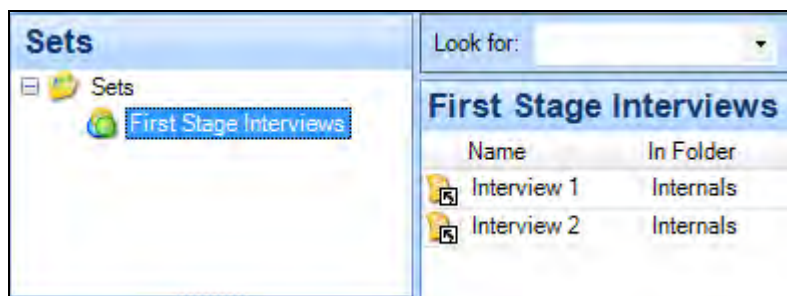 Sets
Sets
First Stage Interviews
Look for:
First Stage Interviews
Name In Folder
Interview 1 Internals
Interview 2 Internals